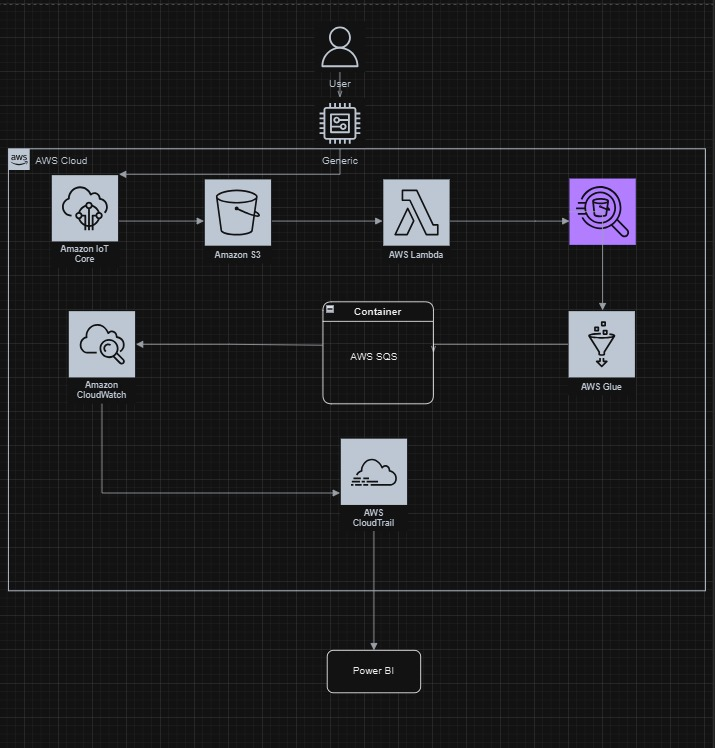 User
Generic
aws
AWS Cloud
Amazon IoT
Core
Amazon S3
AWS Lambda
Container
AWS SQS
Amazon
CloudWatch
AWS Glue
AWS
CloudTrail
Power BI